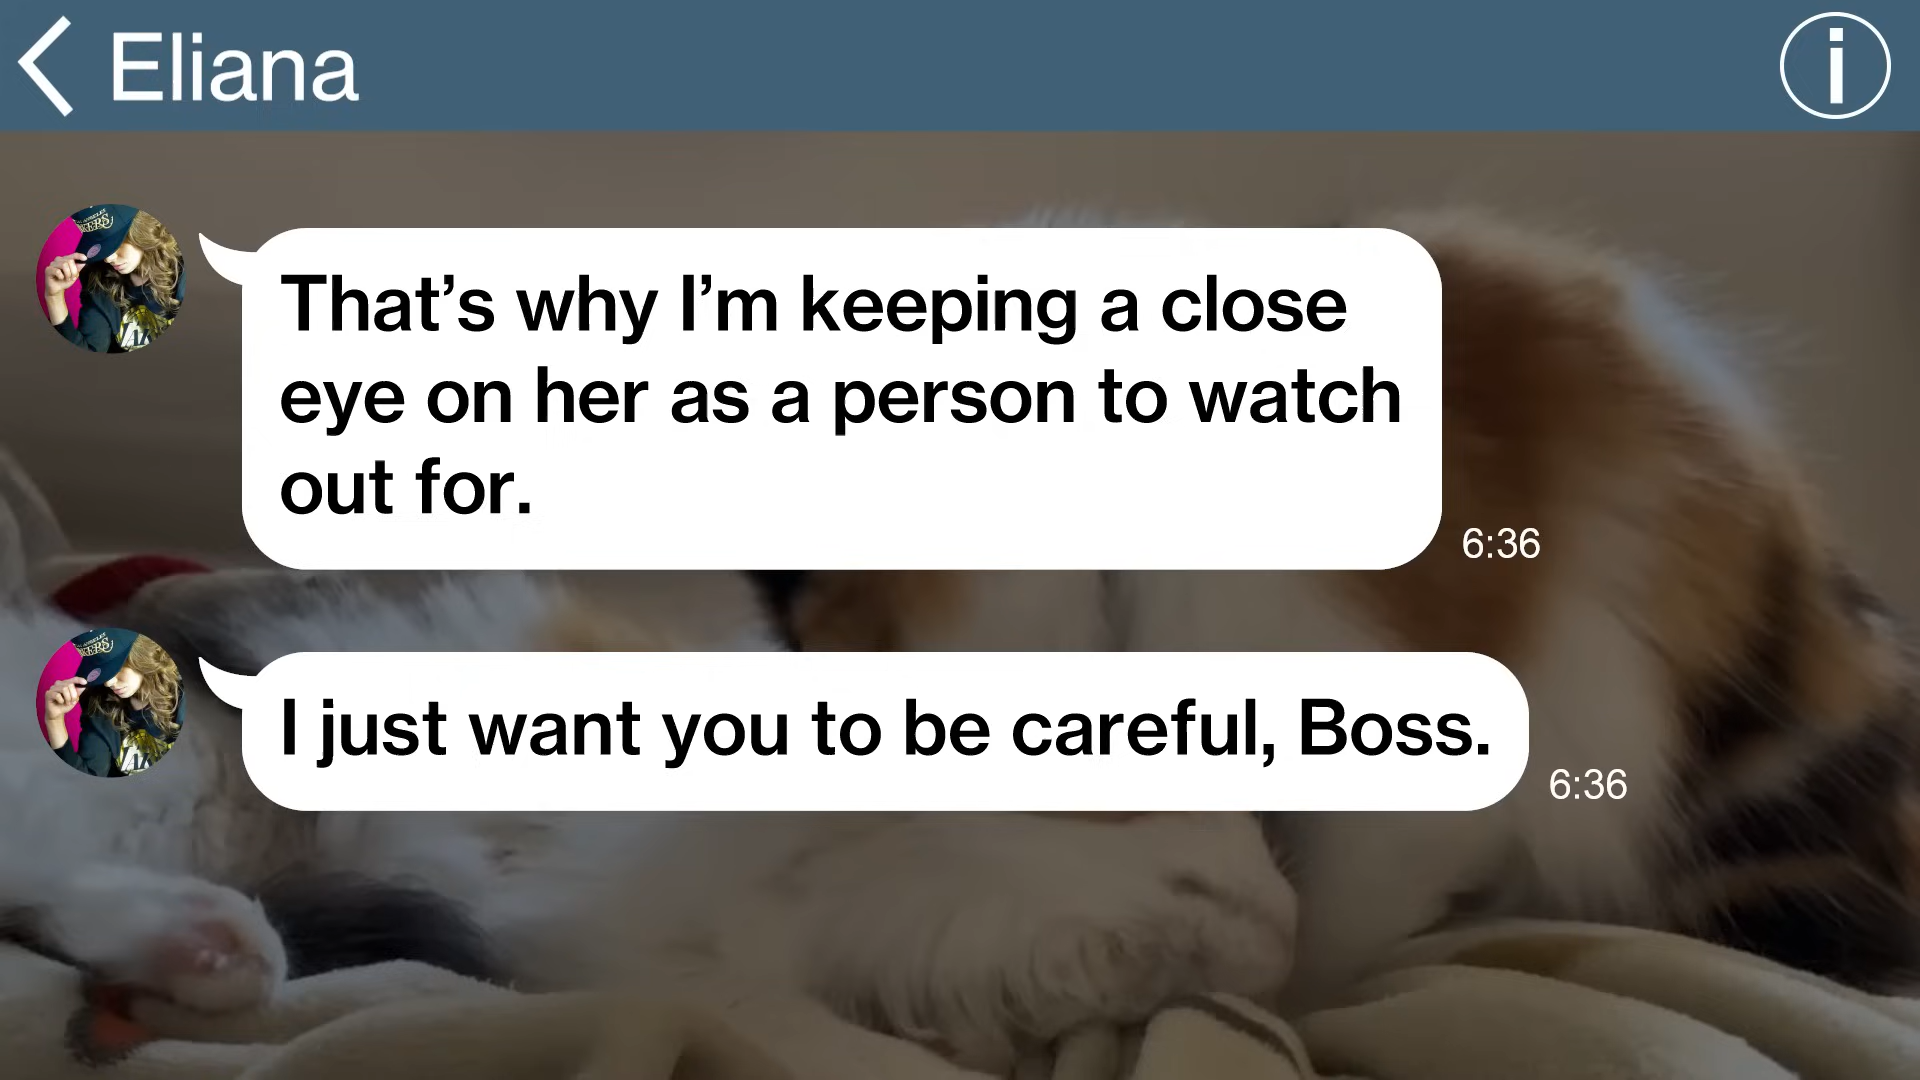 Eliana
i
That’s why I’m keeping a close
eye on her as a person to watch
out for.
6:36
I just want you to be careful, Boss.
6:36